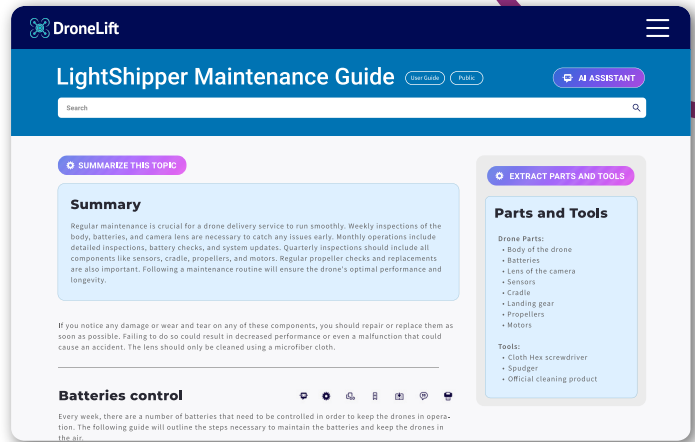 DroneLift
LightShipper Maintenance Guide
User Guide
Public
AI ASSISTANT
Search
SUMMARIZE THIS TOPIC
Summary
Regular maintenance is crucial for a drone delivery service to run smoothly. Weekly inspections of the
body, batteries, and camera lens are necessary to catch any issues early. Monthly operations include
detailed inspections, battery checks, and system updates. Quarterly inspections should include all
components like sensors, cradle, propellers, and motors. Regular propeller checks and replacements
are also important. Following a maintenance routine will ensure the drone's optimal performance and
longevity.
If you notice any damage or wear and tear on any of these components, you should repair or replace them as
soon as possible. Failing to do so could result in decreased performance or even a malfunction that could
cause an accident. The lens should only be cleaned using a microfiber cloth.
Batteries control
Every week, there are a number of batteries that need to be controlled in order to keep the drones in opera-
tion. The following guide will outline the steps necessary to maintain the batteries and keep the drones in
the air.
EXTRACT PARTS AND TOOLS
Parts and Tools
Drone Parts:
• Body of the drone
• Batteries
• Lens of the camera
• Sensors
• Cradle
• Landing gear
• Propellers
• Motors
Tools:
• Cloth Hex screwdriver
• Spudger
• Official cleaning product